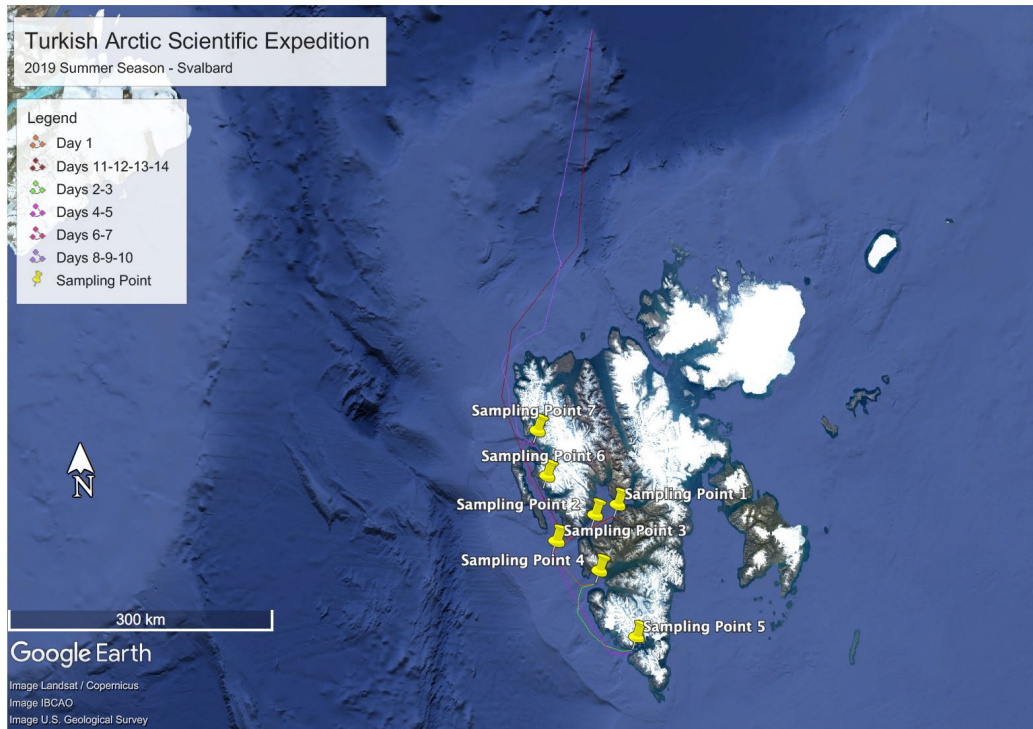 Turkish Arctic Scientific Expedition
2019 Summer Season - Svalbard
Legend
Day 1
Days 11-12-13-14
Days 2-3
Days 4-5
Days 6-7
Days 8-9-10
Sampling Point
Sampling Point 7
Sampling Point 6
Sampling Point 1
Sampling Point 2
Sampling Point 3
Sampling Point 4
Sampling Point 5
N
300 km
Google Earth
Image Landsat / Copernicus
Image IBCAO
Image U.S. Geological Survey